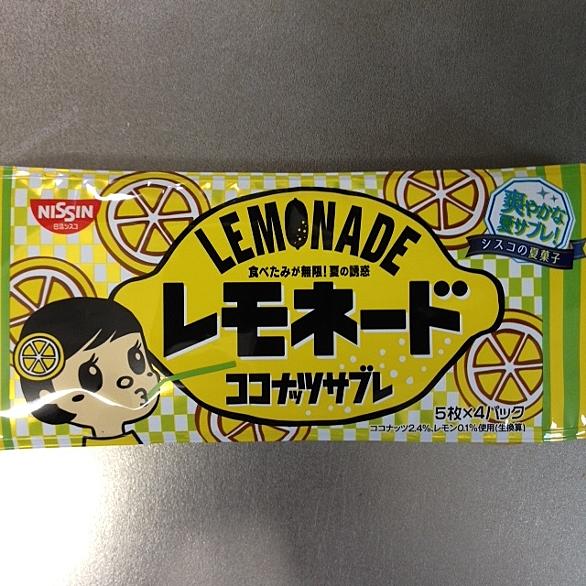 NISSIN
日清シスコ
LEMONADE
食べたみが無限!夏の誘惑
レモネード
ココナッツサブレ
爽やかな
夏サブレ!
シスコの夏菓子
5枚×4パック
ココナッツ2.4%、レモン0.1%使用(生換算)